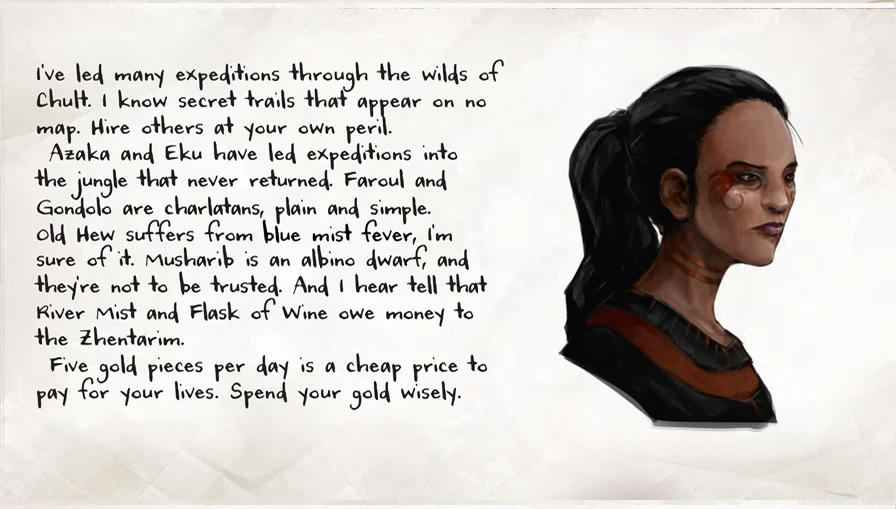 I've led many expeditions through the wilds of
Chult. I know secret trails that appear on no
map. Hire others at your own peril.
Azaka and Eku have led expeditions into
the jungle that never returned. Faroul and
Gondolo are charlatans, plain and simple.
Old Hew suffers from blue mist fever, I'm
sure of it. Musharib is an albino dwarf, and
they're not to be trusted. And I hear tell that
River Mist and Flask of Wine owe money to
the Zhentarim.
Five gold pieces per day is a cheap price to
pay for your lives. Spend your gold wisely.